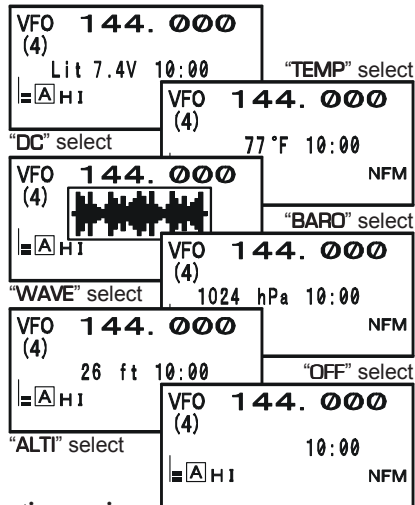 VFO 144. 000
(4)
Lit 7.4V 10:00
A HI
"DC" select
"TEMP" select
VFO 144. 000
(4)
77°F 10:00
NFM
VFO 144. 000
(4)
A HI
"WAVE" select
"BARO" select
VFO 144. 000
(4)
1024 hPa 10:00
NFM
VFO 144. 000
(4)
26 ft 10:00
A HI
"ALTI" select
"OFF" select
VFO 144. 000
(4)
10:00
A HI NFM